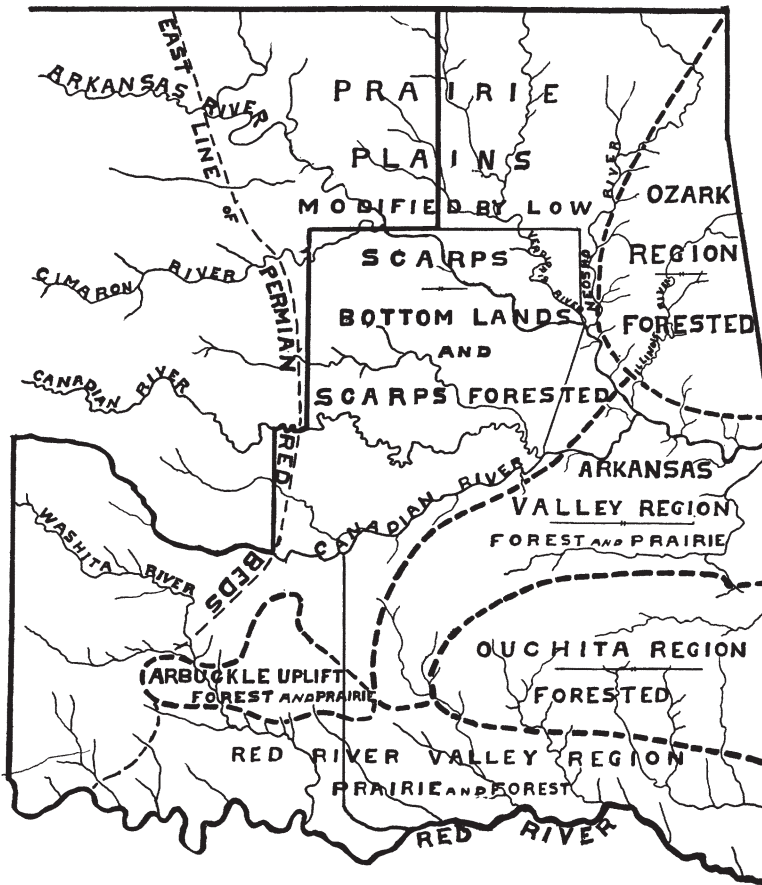 EAST LINE OF PERMIAN RED BEDS
ARKANSAS RIVER
PRAIRIE
PLAINS
MODIFIED BY LOW
SCARPS
BOTTOM LANDS
AND
SCARPS FORESTED
VERDIGRIS RIVER
NEOSHO RIVER
OZARK
REGION
FORESTED
ILLINOIS RIVER
CIMARON RIVER
CANADIAN RIVER
CANADIAN RIVER
ARKANSAS
VALLEY REGION
FOREST AND PRAIRIE
WASHITA RIVER
OUCHITA REGION
FORESTED
ARBUCKLE UPLIFT
FOREST AND PRAIRIE
RED RIVER VALLEY REGION
PRAIRIE AND FOREST
RED RIVER